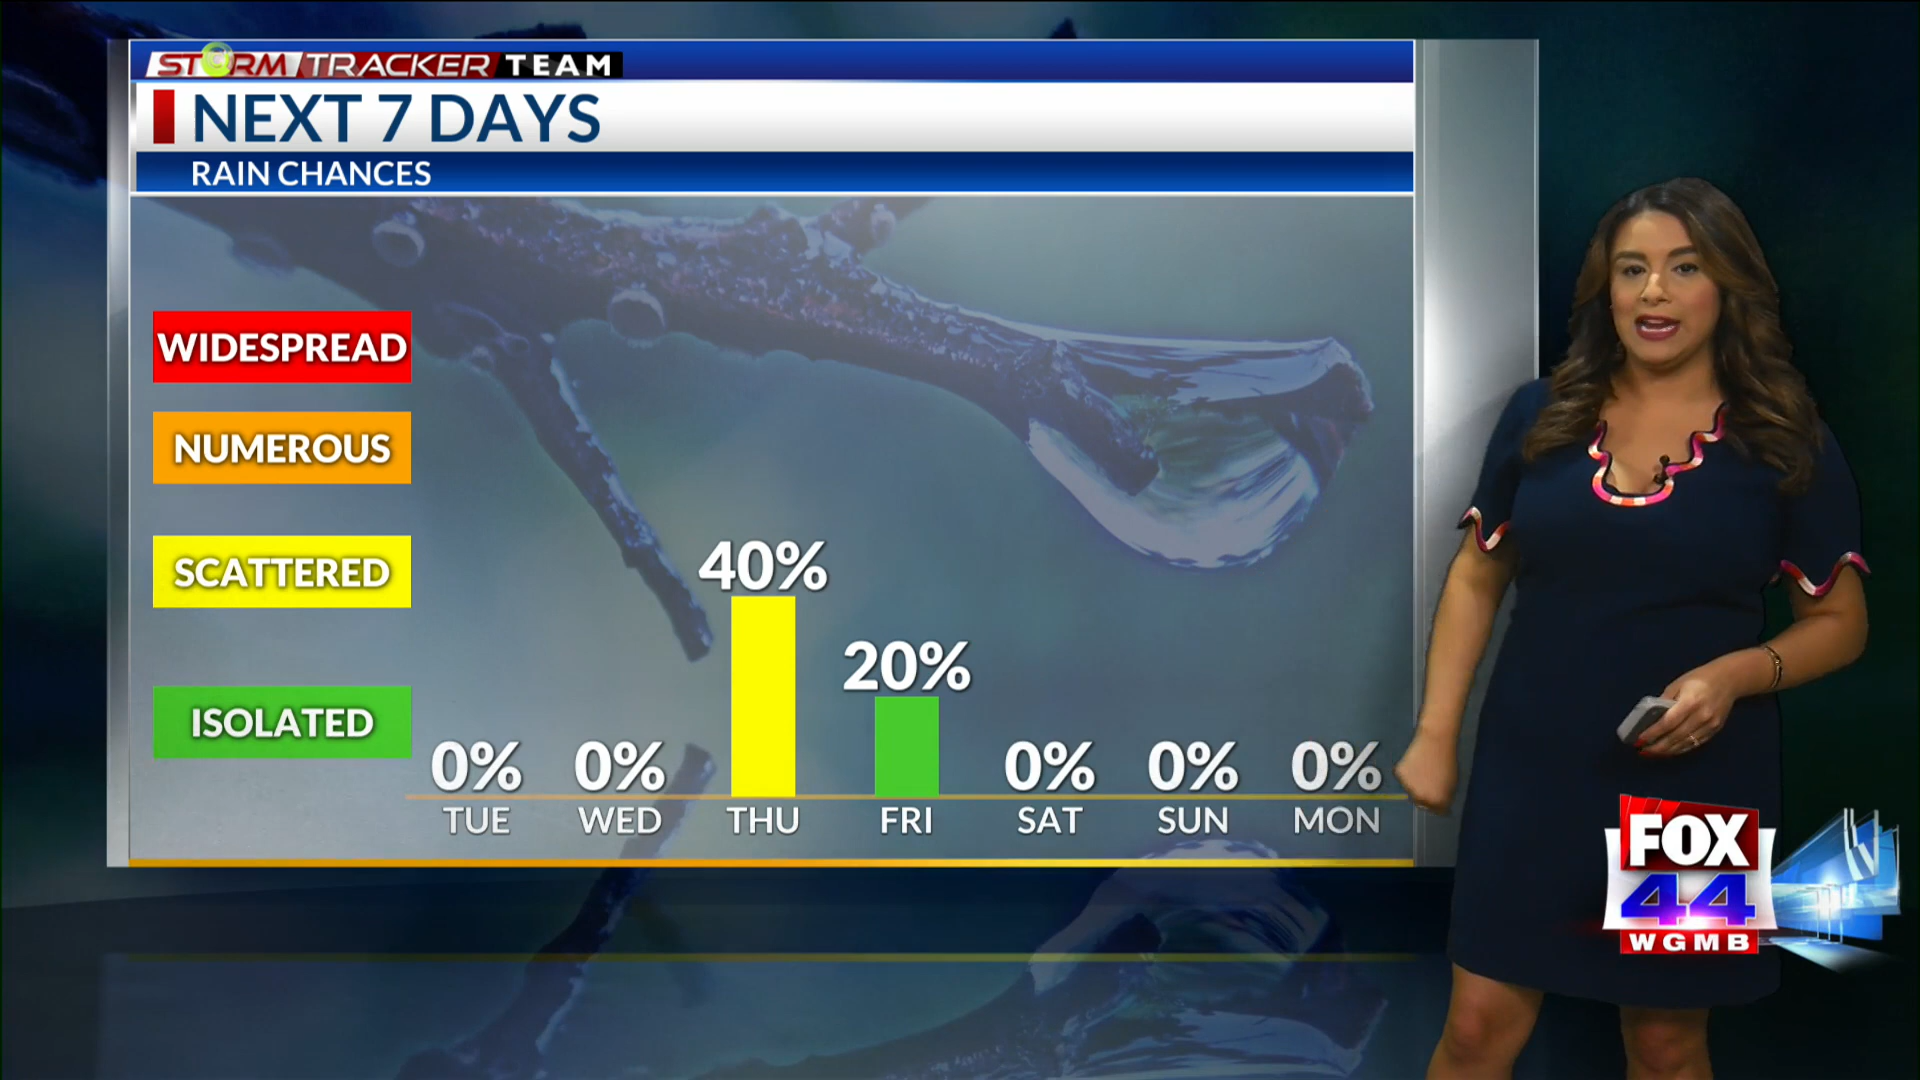 STORM TRACKER TEAM
NEXT 7 DAYS
RAIN CHANCES
WIDESPREAD
NUMEROUS
SCATTERED
ISOLATED
0% 0% 40% 20% 0% 0% 0%
TUE WED THU FRI SAT SUN MON
FOX
44
WGMB